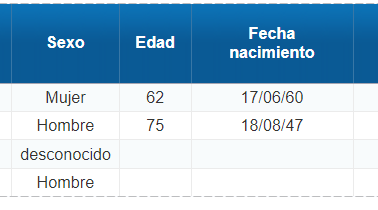 Sexo Edad Fecha nacimiento
Mujer 62 17/06/60
Hombre 75 18/08/47
desconocido
Hombre